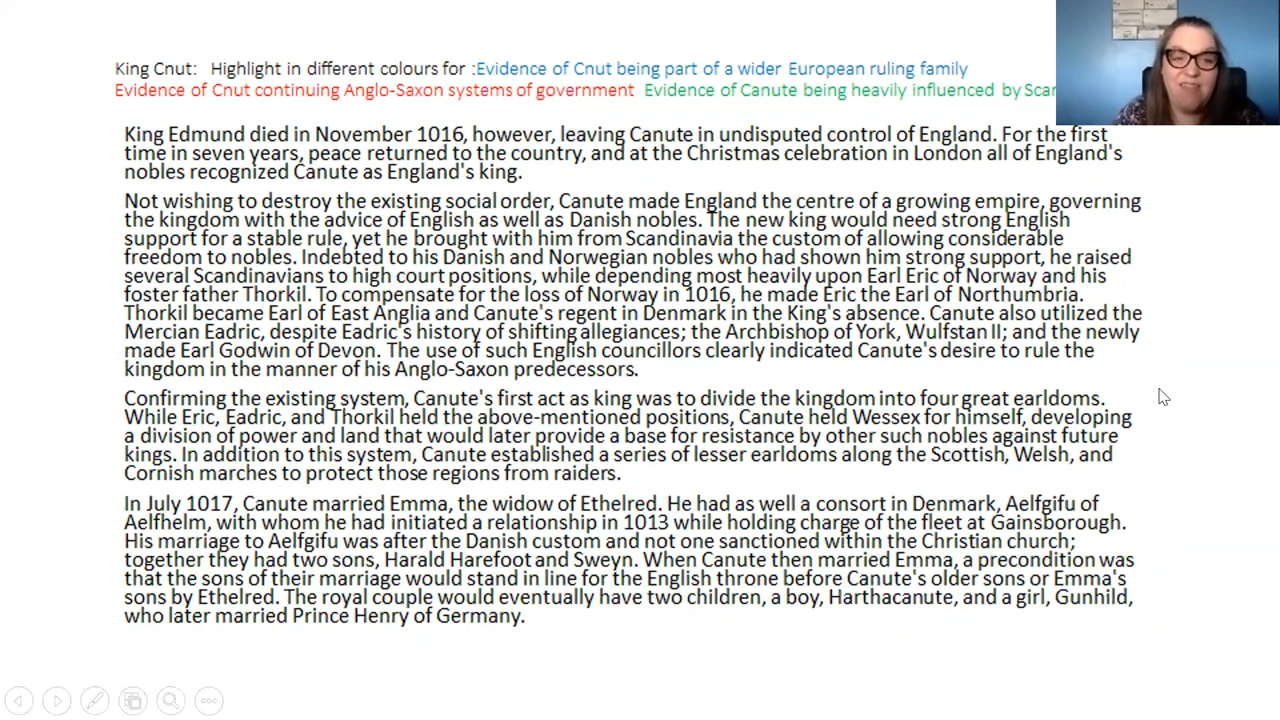 King Cnut: Highlight in different colours for :Evidence of Cnut being part of a wider European ruling family
Evidence of Cnut continuing Anglo-Saxon systems of government Evidence of Canute being heavily influenced by
King Edmund died in November 1016, however, leaving Canute in undisputed control of England. For the first
time in seven years, peace returned to the country, and at the Christmas celebration in London all of England's
nobles recognized Canute as England's king.
Not wishing to destroy the existing social order, Canute made England the centre of a growing empire, governing
the kingdom with the advice of English as well as Danish nobles. The new king would need strong English
support for a stable rule, yet he brought with him from Scandinavia the custom of allowing considerable
freedom to nobles. Indebted to his Danish and Norwegian nobles who had shown him strong support, he raised
several Scandinavians to high court positions, while depending most heavily upon Earl Eric of Norway and his
foster father Thorkil. To compensate for the loss of Norway in 1016, he made Eric the Earl of Northumbria.
Thorkil became Earl of East Anglia and Canute's regent in Denmark in the King's absence. Canute also utilized the
Mercian Eadric, despite Eadric's history of shifting allegiances; the Archbishop of York, Wulfstan II; and the newly
made Earl Godwin of Devon. The use of such English councillors clearly indicated Canute's desire to rule the
kingdom in the manner of his Anglo-Saxon predecessors.
Confirming the existing system, Canute's first act as king was to divide the kingdom into four great earldoms.
While Eric, Eadric, and Thorkil held the above-mentioned positions, Canute held Wessex for himself, developing
a division of power and land that would later provide a base for resistance by other such nobles against future
kings. In addition to this system, Canute established a series of lesser earldoms along the Scottish, Welsh, and
Cornish marches to protect those regions from raiders.
In July 1017, Canute married Emma, the widow of Ethelred. He had as well a consort in Denmark, Aelfgifu of
Aelfhelm, with whom he had initiated a relationship in 1013 while holding charge of the fleet at Gainsborough.
His marriage to Aelfgifu was after the Danish custom and not one sanctioned within the Christian church;
together they had two sons, Harald Harefoot and Sweyn. When Canute then married Emma, a precondition was
that the sons of their marriage would stand in line for the English throne before Canute's older sons or Emma's
sons by Ethelred. The royal couple would eventually have two children, a boy, Harthacanute, and a girl, Gunhild,
who later married Prince Henry of Germany.